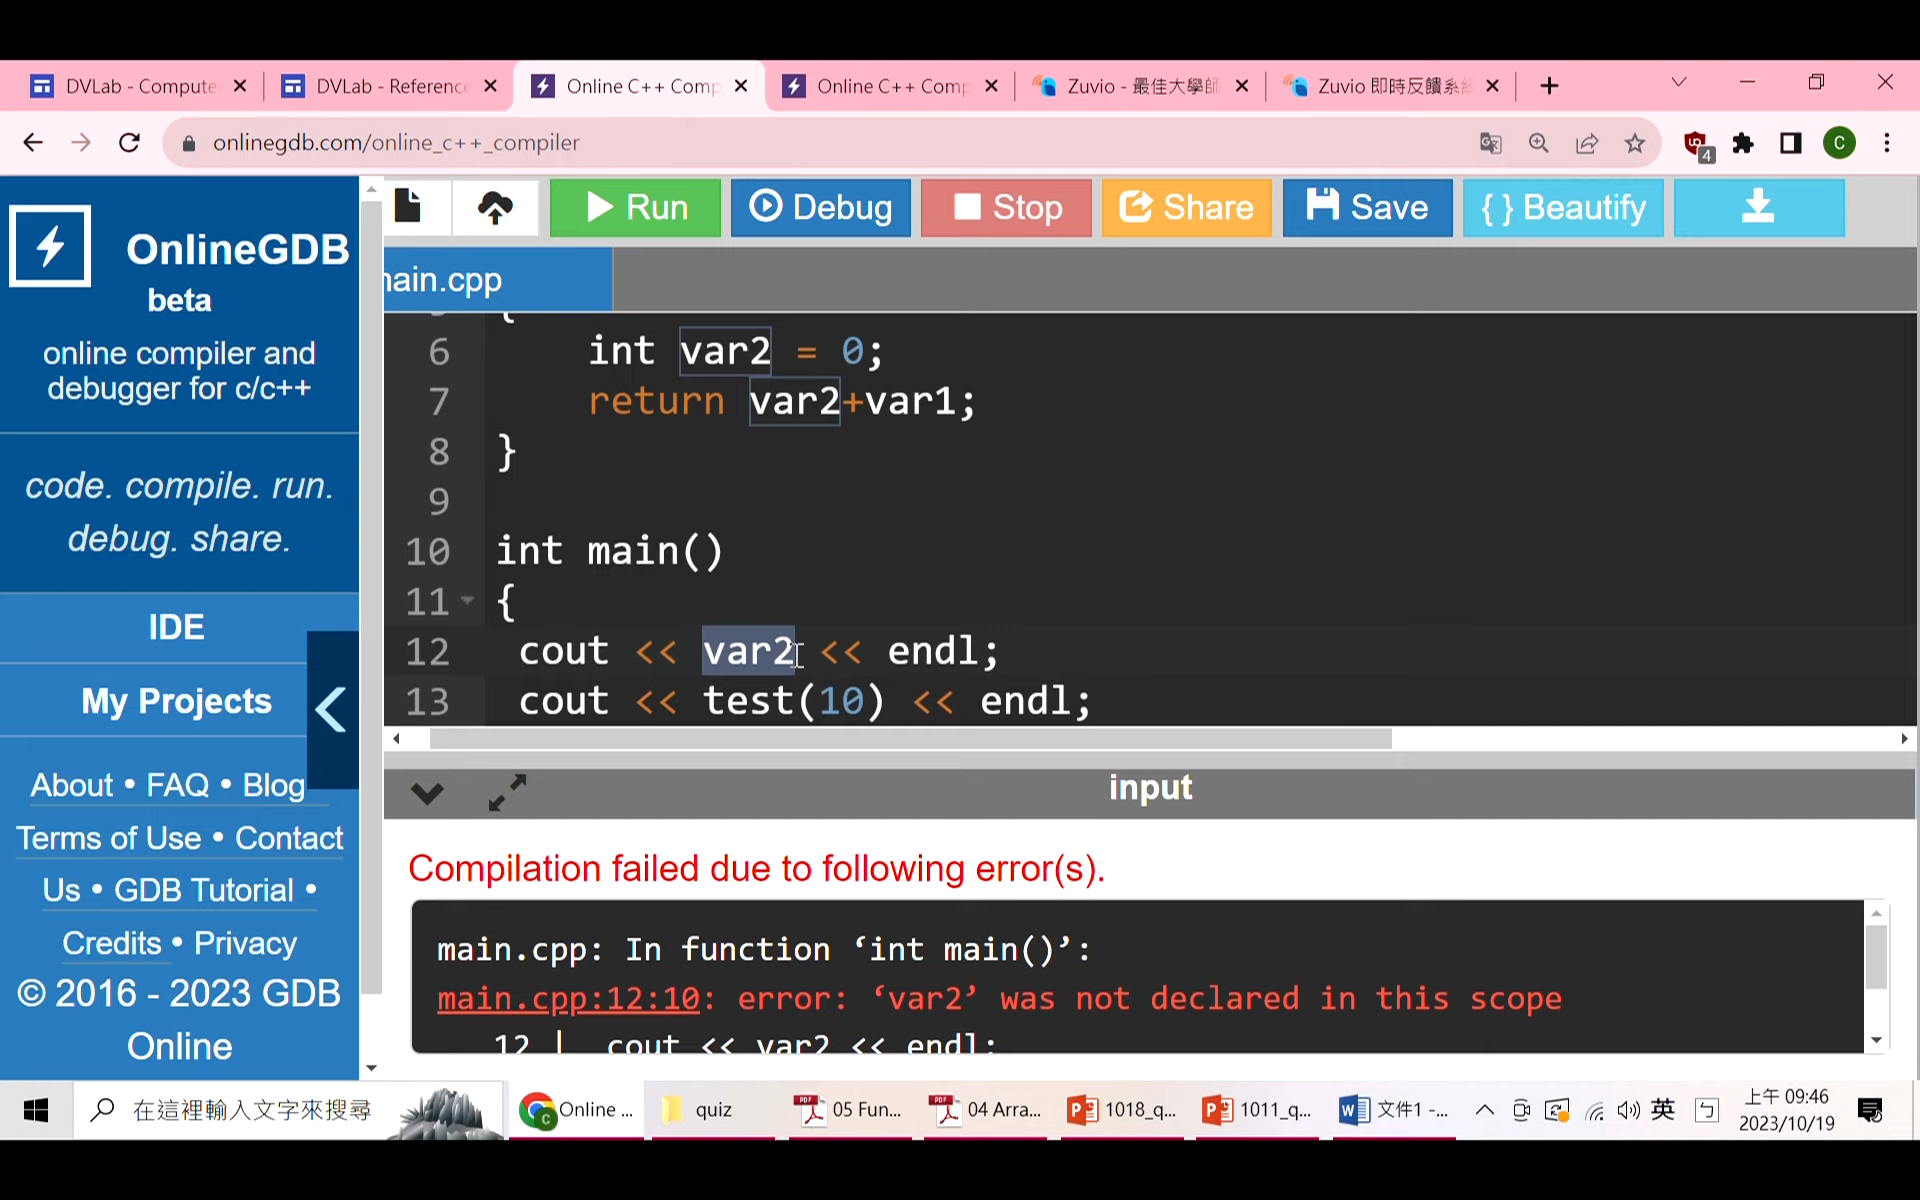 DVLab - Compute
DVLab - Reference
Online C++ Comp
Online C++ Comp
Zuvio - 最佳大學師
Zuvio 即時反饋系統
onlinegdb.com/online_c++_compiler
4
C
OnlineGDB
beta
online compiler and
debugger for c/c++
code. compile. run.
debug. share.
IDE
My Projects
About • FAQ • Blog
Terms of Use • Contact
Us • GDB Tutorial •
Credits • Privacy
© 2016 - 2023 GDB
Online
Run
Debug
Stop
Share
Save
{ } Beautify
main.cpp
5 {
6 int var2 = 0;
7 return var2+var1;
8 }
9
10 int main()
11 {
12 cout << var2 << endl;
13 cout << test(10) << endl;
input
Compilation failed due to following error(s).
main.cpp: In function ‘int main()’:
main.cpp:12:10: error: ‘var2’ was not declared in this scope
12 | cout << var2 << endl;
在這裡輸入文字來搜尋
Online ...
quiz
05 Fun...
04 Arra...
1018_q...
1011_q...
文件1 -...
英
上午 09:46
2023/10/19